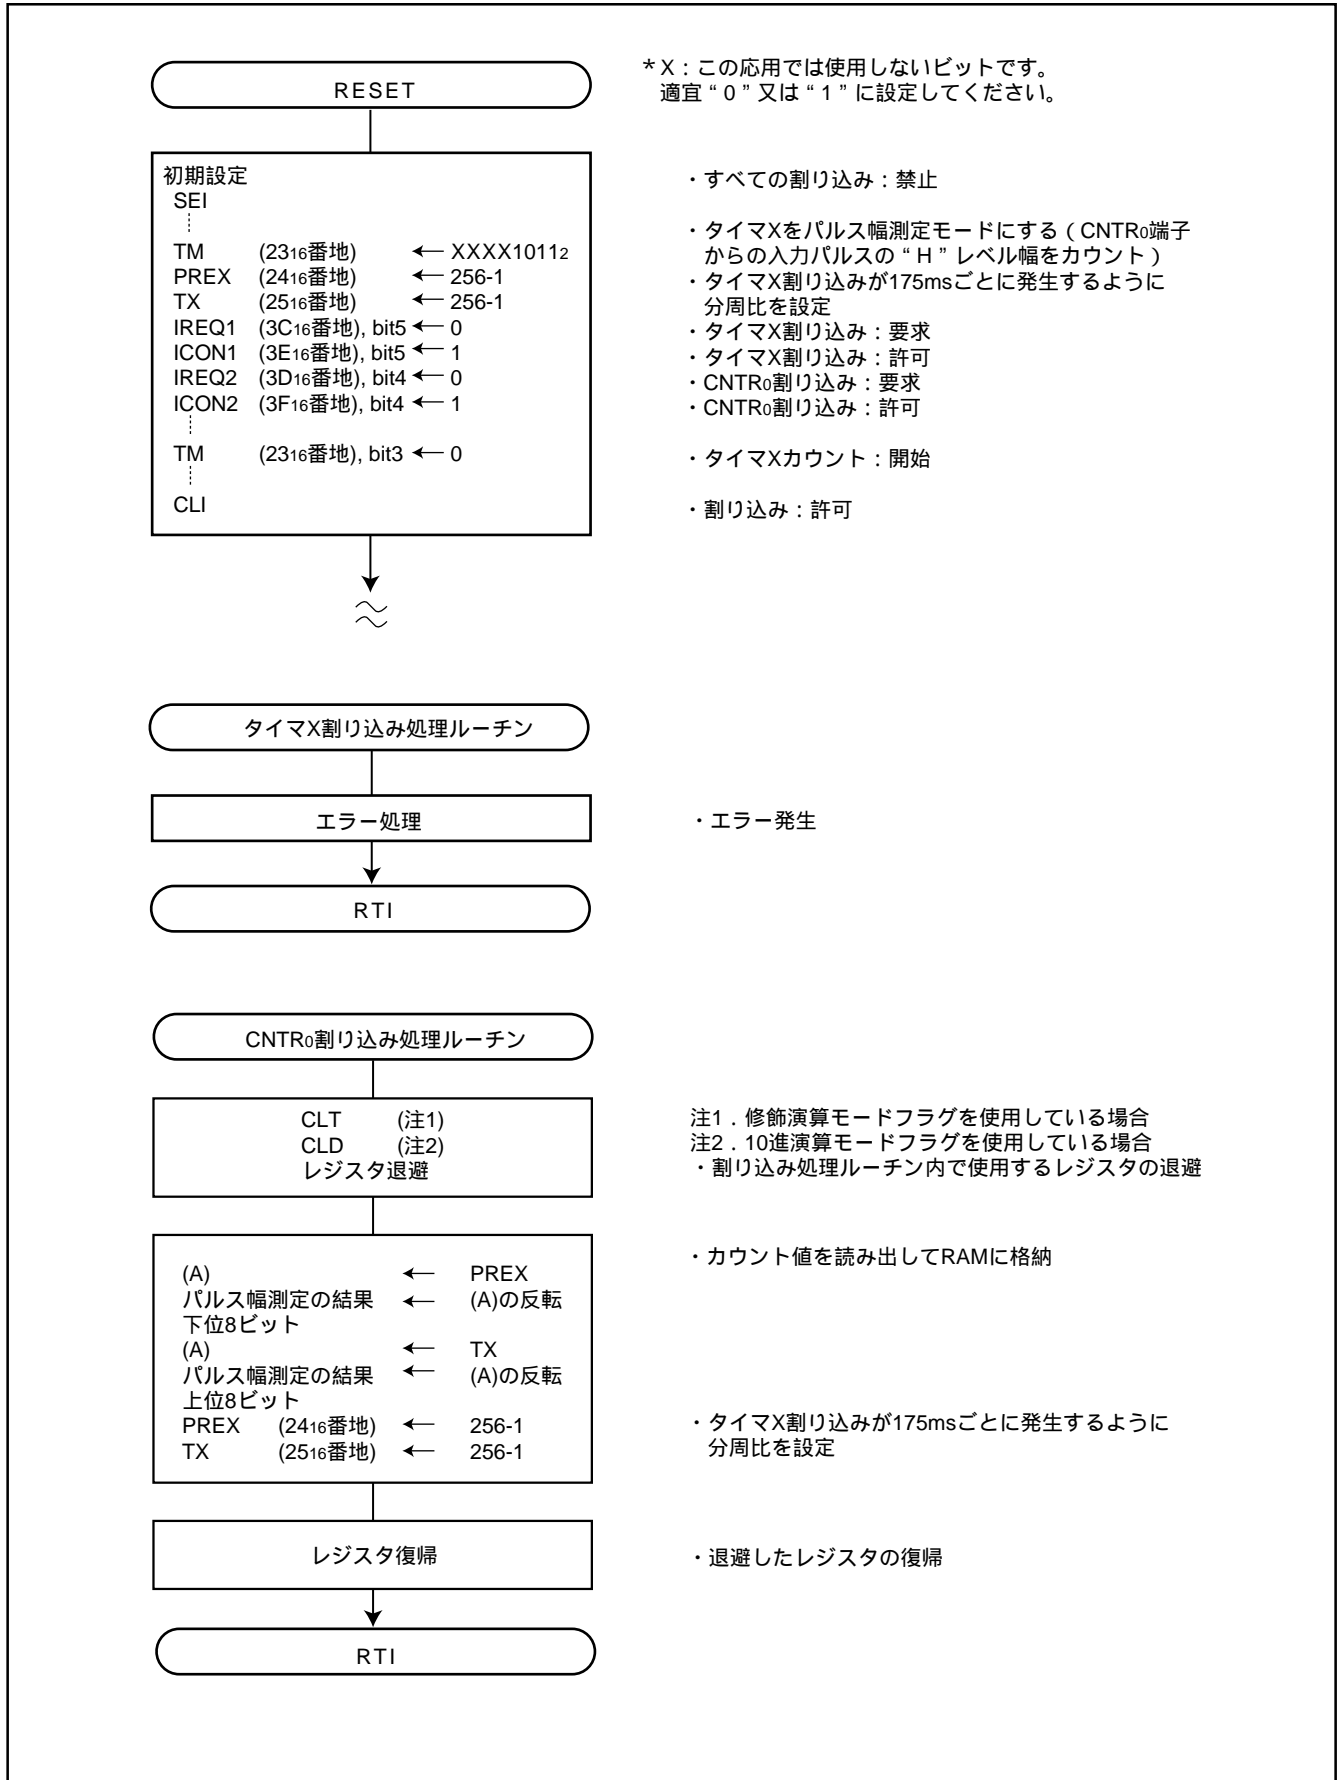 RESET
*X：この応用では使用しないビットです。
適宜“0”又は“1”に設定してください。
初期設定
SEI
・すべての割り込み：禁止
TM (2316番地) ← XXXX10112
・タイマXをパルス幅測定モードにする（CNTR0端子
からの入力パルスの“H”レベル幅をカウント）
PREX (2416番地) ← 256-1
TX (2516番地) ← 256-1
・タイマX割り込みが175msごとに発生するように
分周比を設定
IREQ1 (3C16番地), bit5 ← 0
・タイマX割り込み：要求
ICON1 (3E16番地), bit5 ← 1
・タイマX割り込み：許可
IREQ2 (3D16番地), bit4 ← 0
・CNTR0割り込み：要求
ICON2 (3F16番地), bit4 ← 1
・CNTR0割り込み：許可
TM (2316番地), bit3 ← 0
・タイマXカウント：開始
CLI
・割り込み：許可
タイマX割り込み処理ルーチン
エラー処理
・エラー発生
RTI
CNTR0割り込み処理ルーチン
CLT (注1)
注1．修飾演算モードフラグを使用している場合
CLD (注2)
注2．10進演算モードフラグを使用している場合
レジスタ退避
・割り込み処理ルーチン内で使用するレジスタの退避
・カウント値を読み出してRAMに格納
(A) ← PREX
パルス幅測定の結果 ← (A)の反転
下位8ビット
(A) ← TX
パルス幅測定の結果 ← (A)の反転
上位8ビット
PREX (2416番地) ← 256-1
・タイマX割り込みが175msごとに発生するように
TX (2516番地) ← 256-1
分周比を設定
レジスタ復帰
・退避したレジスタの復帰
RTI